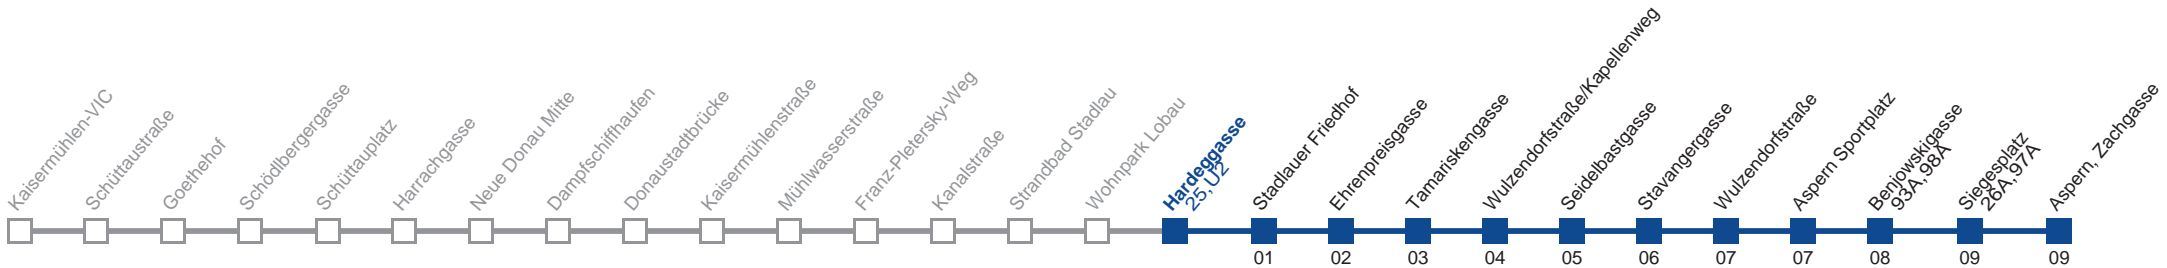 Kaisermühlen-VIC
Schüttaustraße
Goethehof
Schödlbergergasse
Schüttauplatz
Harrachgasse
Neue Donau Mitte
Dampfschiffhaufen
Donaustadtbrücke
Kaisermühlenstraße
Mühlwasserstraße
Franz-Pletersky-Weg
Kanalstraße
Strandbad Stadlau
Wohnpark Lobau
Hardeggasse
25,U2
Stadlauer Friedhof
Ehrenpreisgasse
Tamariskengasse
Wulzendorfstraße/Kapellenweg
Seidelbastgasse
Stavangergasse
Wulzendorfstraße
Aspern Sportplatz
Benjowskigasse
93A,98A
Siegesplatz
26A,97A
Aspern, Zachgasse
01 02 03 04 05 06 07 07 08 09 09